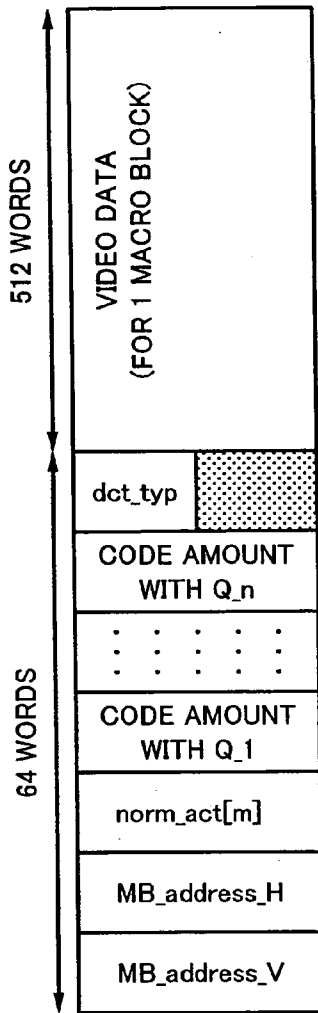 512 WORDS
VIDEO DATA
(FOR 1 MACRO BLOCK)
64 WORDS
dct_typ
CODE AMOUNT
WITH Q_n
CODE AMOUNT
WITH Q_1
norm_act[m]
MB_address_H
MB_address_V